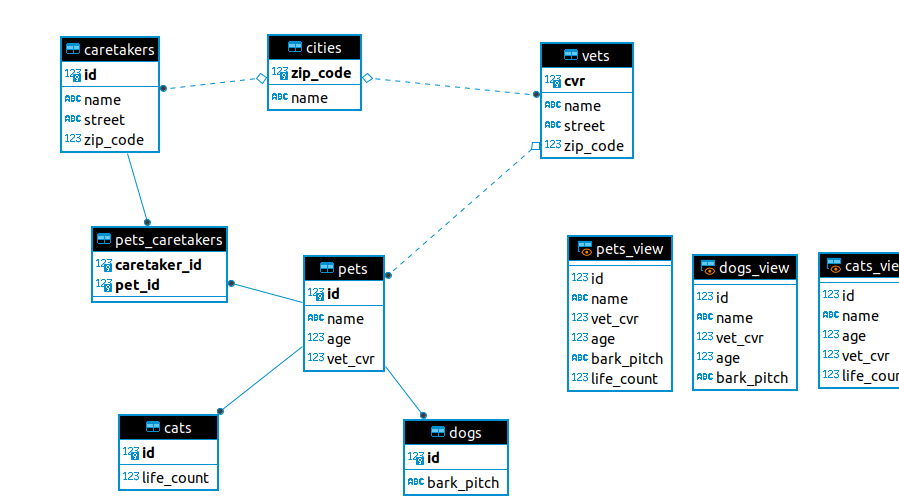 caretakers
123 id
ABC name
ABC street
123 zip_code
cities
123 zip_code
ABC name
vets
123 cvr
ABC name
ABC street
123 zip_code
pets_caretakers
123 caretaker_id
123 pet_id
pets
123 id
ABC name
123 age
123 vet_cvr
cats
123 id
123 life_count
dogs
123 id
ABC bark_pitch
pets_view
123 id
ABC name
123 vet_cvr
123 age
ABC bark_pitch
123 life_count
dogs_view
123 id
ABC name
123 vet_cvr
123 age
ABC bark_pitch
cats_vie
123 id
ABC name
123 age
123 vet_cvr
123 life_cour